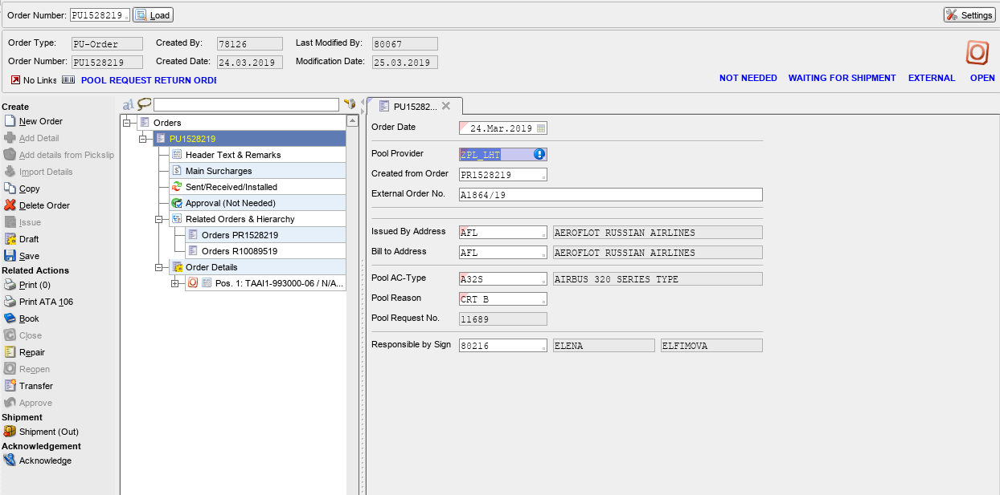 Order Number: PU1528219 Load Settings
Order Type: PU-Order Created By: 78126 Last Modified By: 80067
Order Number: PU1528219 Created Date: 24.03.2019 Modification Date: 25.03.2019
No Links POOL REQUEST RETURN ORDE NOT NEEDED WAITING FOR SHIPMENT EXTERNAL OPEN
Create
New Order
Add Detail
Add details from Pickslip
Import Details
Copy
Delete Order
Issue
Draft
Save
Related Actions
Print (0)
Print ATA 106
Book
Close
Repair
Reopen
Transfer
Approve
Shipment
Shipment (Out)
Acknowledgement
Acknowledge
Orders
PU1528219
Header Text & Remarks
Main Surcharges
Sent/Received/Installed
Approval (Not Needed)
Related Orders & Hierarchy
Orders PR1528219
Orders R10089519
Order Details
Pos. 1: TAAI1-993000-06 / N/A...
PU15282...
Order Date 24.Mar.2019
Pool Provider ZPL_LHT
Created from Order PR1528219
External Order No. A1864/19
Issued By Address AFL AEROFLOT RUSSIAN AIRLINES
Bill to Address AFL AEROFLOT RUSSIAN AIRLINES
Pool AC-Type A32S AIRBUS 320 SERIES TYPE
Pool Reason CRT B
Pool Request No. 11689
Responsible by Sign 80216 ELENA ELFIMOVA